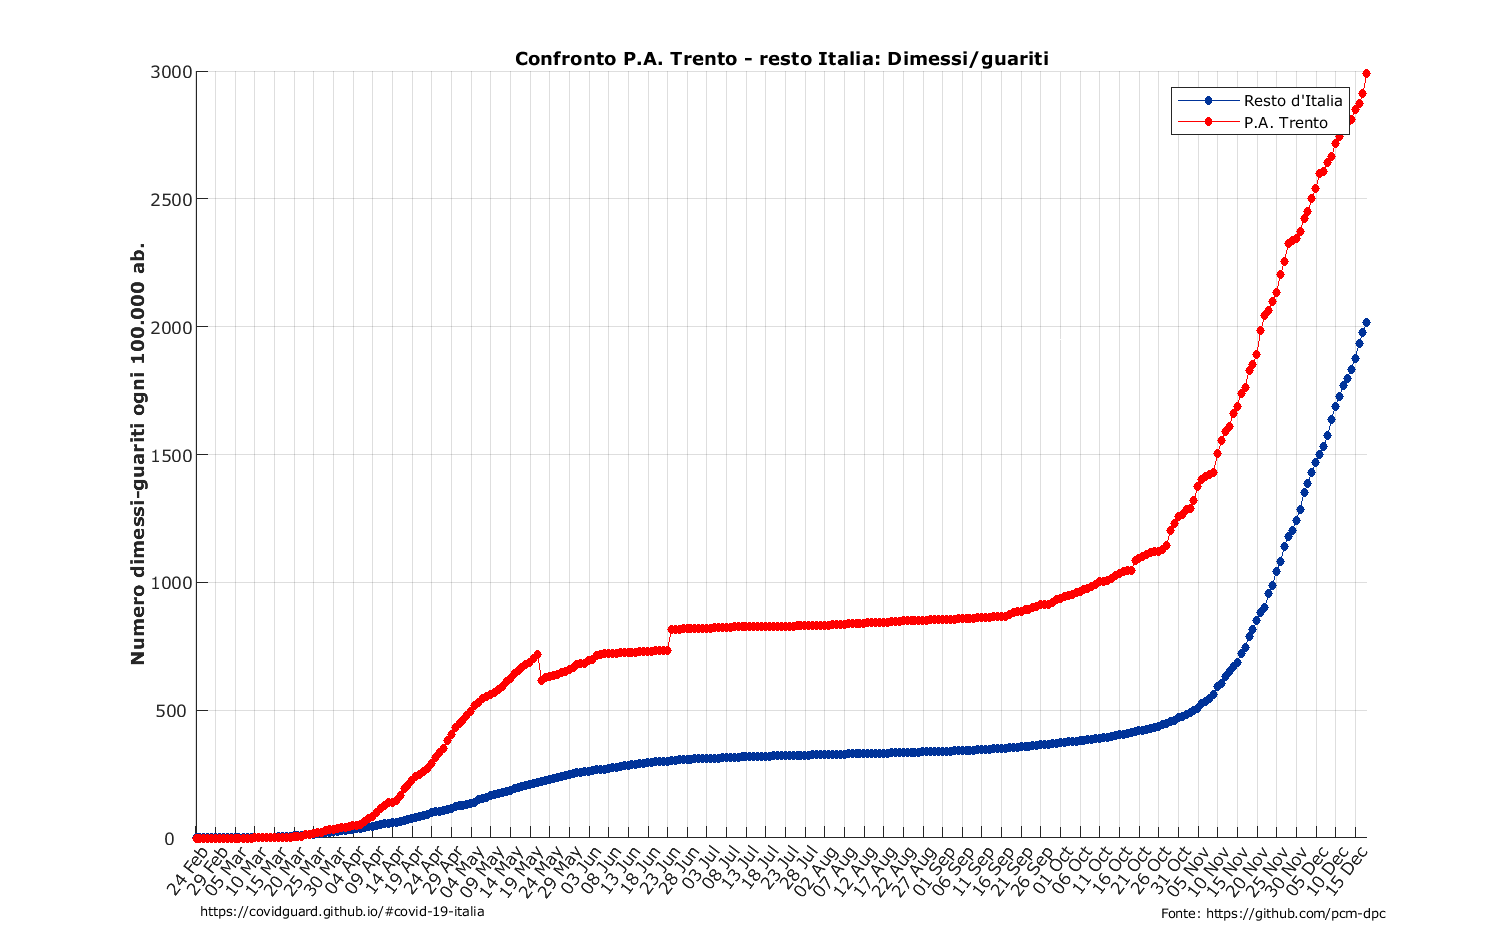 Confronto P.A. Trento - resto Italia: Dimessi/guariti
Numero dimessi-guariti ogni 100.000 ab.
3000
2500
2000
1500
1000
500
0
Resto d'Italia
P.A. Trento
24 Feb
29 Feb
05 Mar
10 Mar
15 Mar
20 Mar
25 Mar
30 Mar
04 Apr
09 Apr
14 Apr
19 Apr
24 Apr
29 Apr
04 May
09 May
14 May
19 May
24 May
29 May
03 Jun
08 Jun
13 Jun
18 Jun
23 Jun
28 Jun
03 Jul
08 Jul
13 Jul
18 Jul
23 Jul
28 Jul
02 Aug
07 Aug
12 Aug
17 Aug
22 Aug
27 Aug
01 Sep
06 Sep
11 Sep
16 Sep
21 Sep
26 Sep
01 Oct
06 Oct
11 Oct
16 Oct
21 Oct
26 Oct
31 Oct
05 Nov
10 Nov
15 Nov
20 Nov
25 Nov
30 Nov
05 Dec
10 Dec
15 Dec
https://covidguard.github.io/#covid-19-italia
Fonte: https://github.com/pcm-dpc